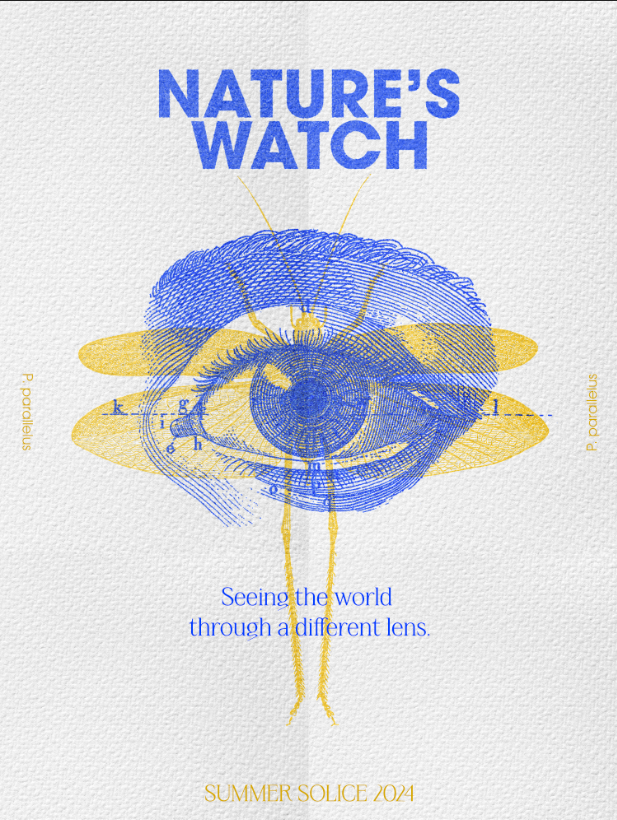 NATURE'S
WATCH
d
k
g
l
i
e
h
m
o
P. parallelus
P. parallelus
Seeing the world
through a different lens.
SUMMER SOLICE 2024